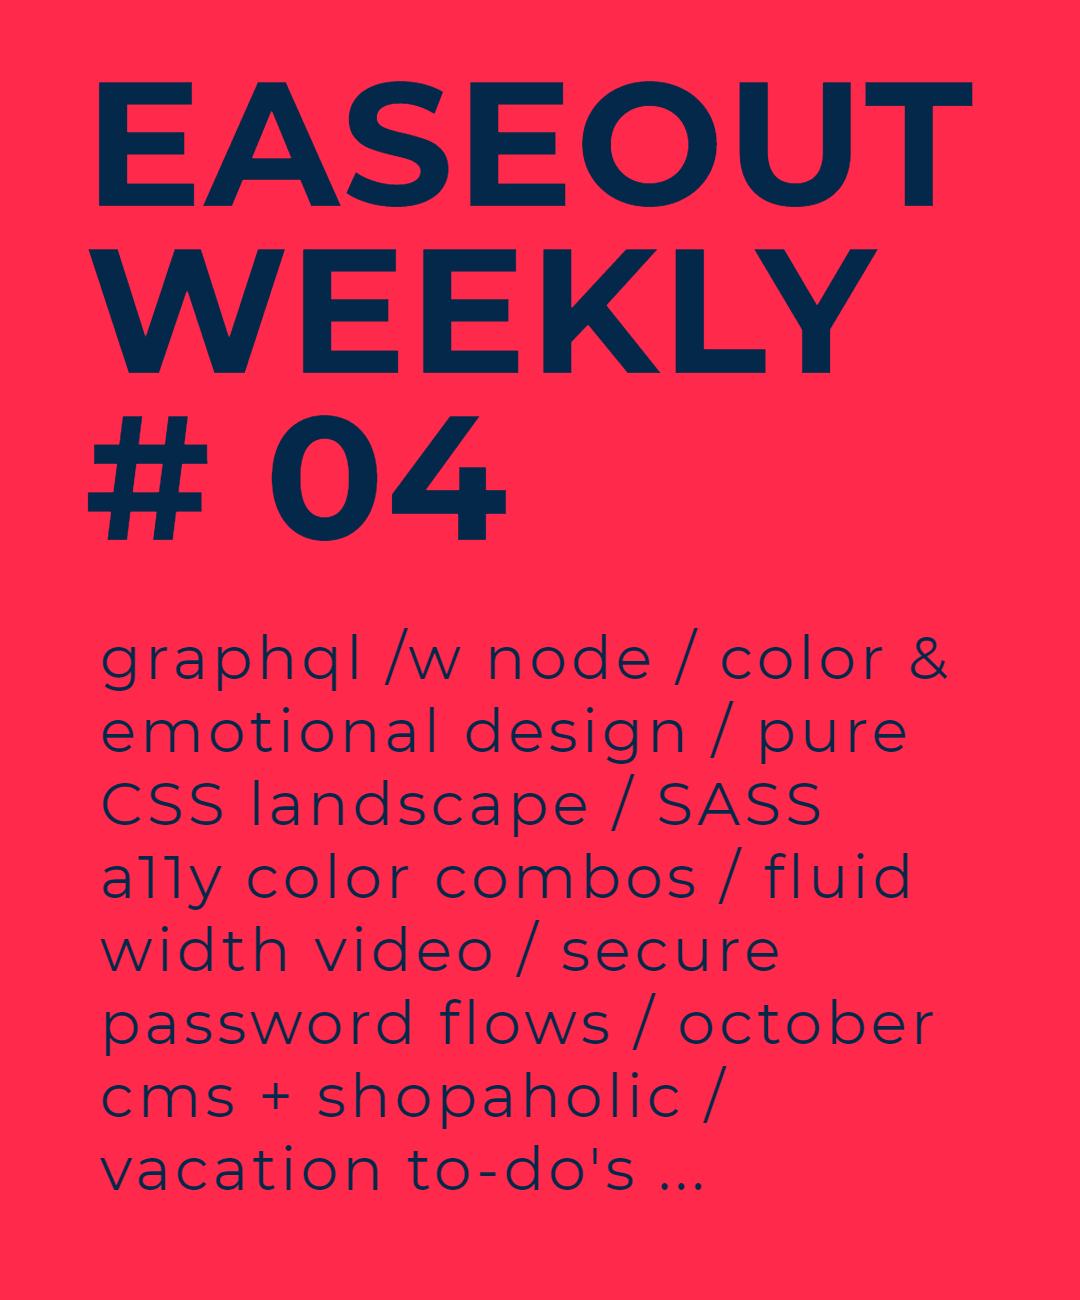 EASEOUT
WEEKLY
# 04
graphql /w node / color &
emotional design / pure
CSS landscape / SASS
a11y color combos / fluid
width video / secure
password flows / october
cms + shopaholic /
vacation to-do's ...